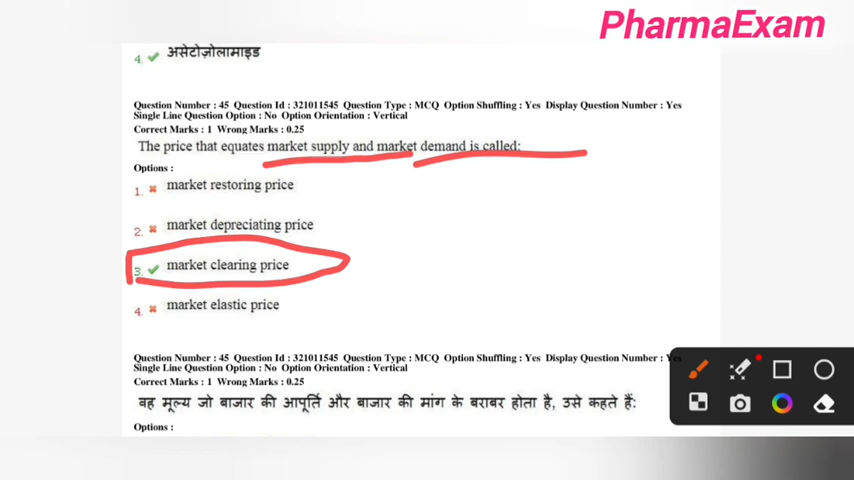 PharmaExam
4. असेटोज़ोलामाइड
Question Number : 45 Question Id : 321011545 Question Type : MCQ Option Shuffling : Yes Display Question Number : Yes
Single Line Question Option : No Option Orientation : Vertical
Correct Marks : 1 Wrong Marks : 0.25
The price that equates market supply and market demand is called:
Options :
1. market restoring price
2. market depreciating price
3. market clearing price
4. market elastic price
Question Number : 45 Question Id : 321011545 Question Type : MCQ Option Shuffling : Yes Display Question Number : Yes
Single Line Question Option : No Option Orientation : Vertical
Correct Marks : 1 Wrong Marks : 0.25
वह मूल्य जो बाजार की आपूर्ति और बाजार की मांग के बराबर होता है, उसे कहते हैं:
Options :